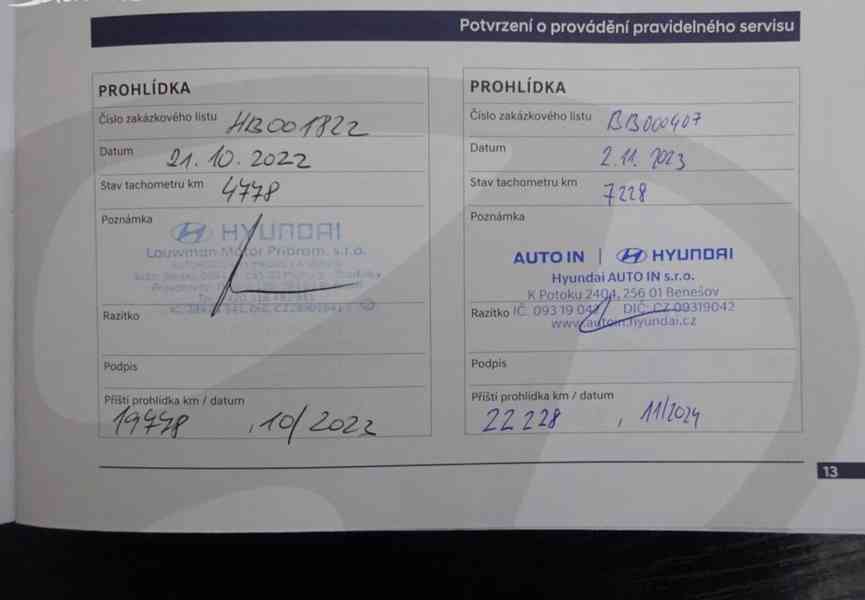 Potvrzení o provádění pravidelného servisu
PROHLÍDKA
Číslo zakázkového listu HB001822
Datum 21.10.2022
Stav tachometru km 4778
Poznámka
HYUNDAI
Louwman Motor Příbram, s.r.o.
Razítko
Podpis
Příští prohlídka km / datum
19778 , 10/2023
PROHLÍDKA
Číslo zakázkového listu BB000407
Datum 2.11.2023
Stav tachometru km 7228
Poznámka
AUTO IN | HYUNDAI
Hyundai AUTO IN s.r.o.
K Potoku 2404, 256 01 Benešov
Razítko IČ: 093 19 042 DIČ: CZ 09319042
www.autoin.hyundai.cz
Podpis
Příští prohlídka km / datum
22 228 , 11/2024
13